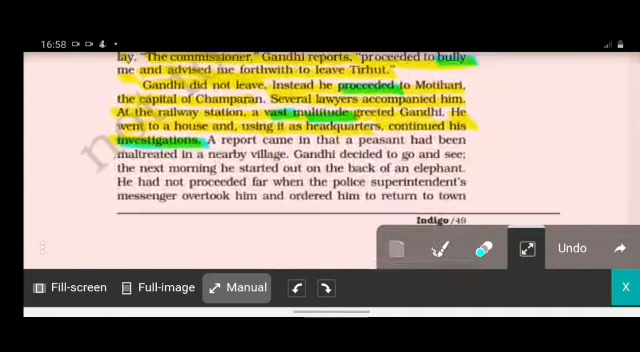 16:58
lay. "The commissioner," Gandhi reports, "proceeded to bully
me and advised me forthwith to leave Tirhut."
Gandhi did not leave. Instead he proceeded to Motihari,
the capital of Champaran. Several lawyers accompanied him.
At the railway station, a vast multitude greeted Gandhi. He
went to a house and, using it as headquarters, continued his
investigations. A report came in that a peasant had been
maltreated in a nearby village. Gandhi decided to go and see;
the next morning he started out on the back of an elephant.
He had not proceeded far when the police superintendent's
messenger overtook him and ordered him to return to town
Indigo/49
Undo
Fill-screen Full-image Manual X